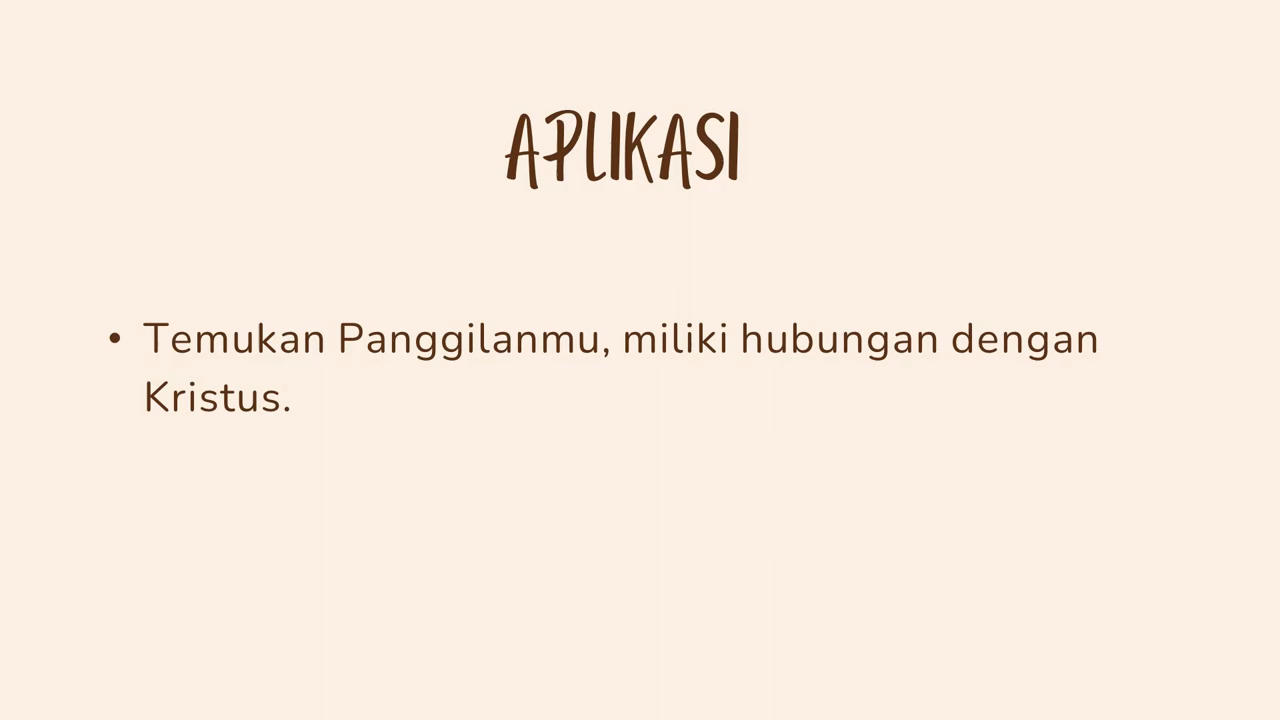 APLIKASI
• Temukan Panggilanmu, miliki hubungan dengan
Kristus.